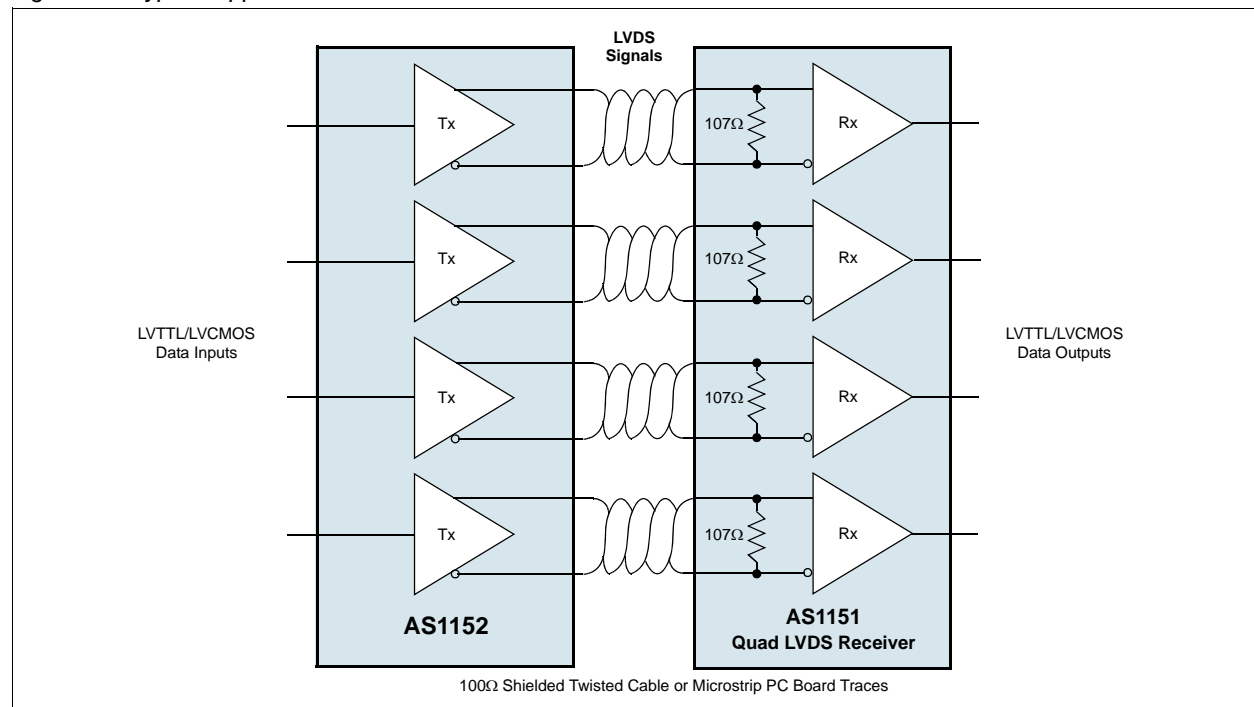 LVDS
Signals
Tx
107Ω
Rx
Tx
107Ω
Rx
LVTTL/LVCMOS
Data Inputs
LVTTL/LVCMOS
Data Outputs
Tx
107Ω
Rx
Tx
107Ω
Rx
AS1152
AS1151
Quad LVDS Receiver
100Ω Shielded Twisted Cable or Microstrip PC Board Traces